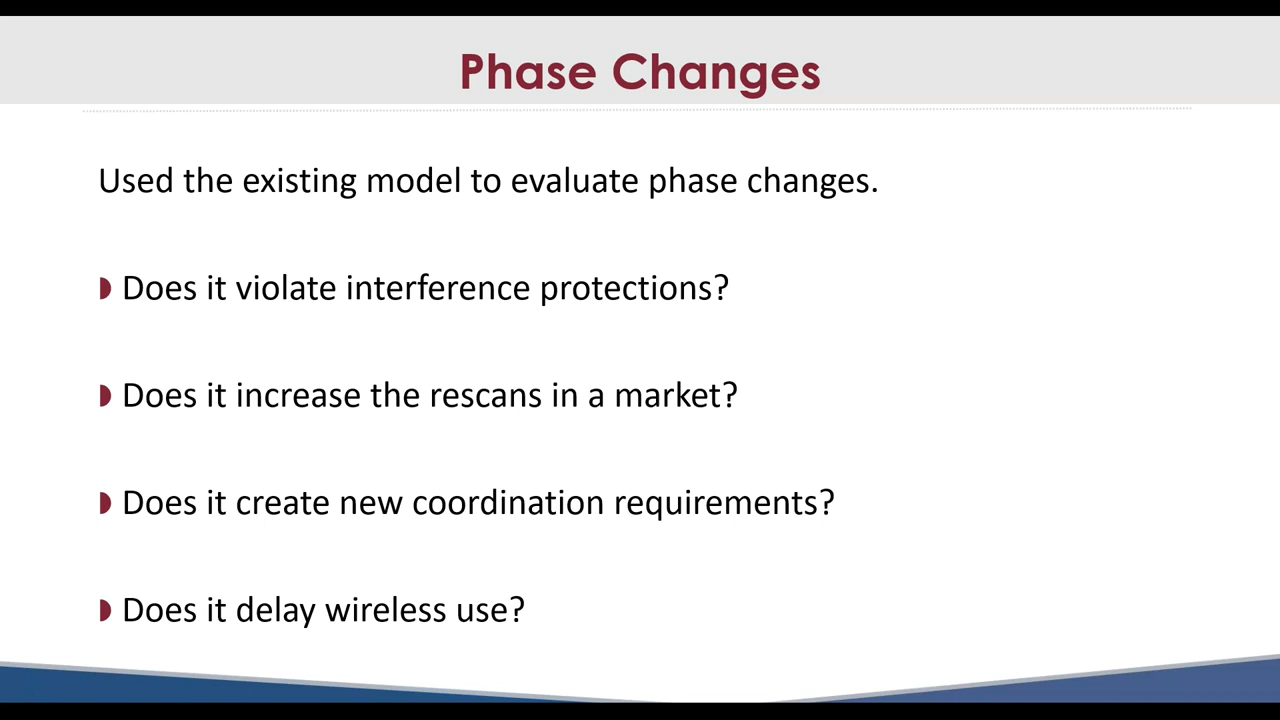 Phase Changes
Used the existing model to evaluate phase changes.
Does it violate interference protections?
Does it increase the rescans in a market?
Does it create new coordination requirements?
Does it delay wireless use?